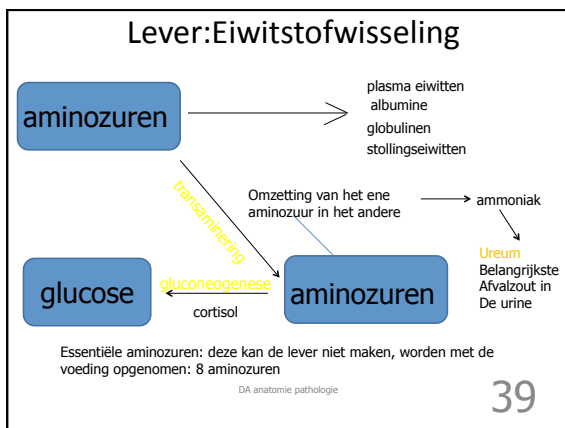 Lever:Eiwitstofwisseling
aminozuren
plasma eiwitten
albumine
globulinen
stollingseiwitten
transaminering
Omzetting van het ene
aminozuur in het andere
ammoniak
Ureum
Belangrijkste
Afvalzout in
De urine
glucose
gluconeogenese
cortisol
aminozuren
Essentiële aminozuren: deze kan de lever niet maken, worden met de
voeding opgenomen: 8 aminozuren
DA anatomie pathologie
39